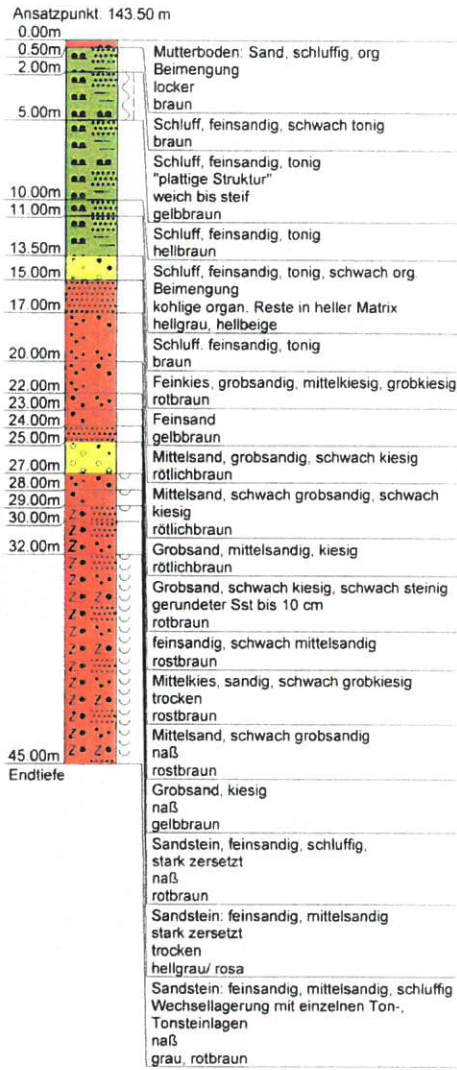 Ansatzpunkt: 143.50 m
0.00m
0.50m
2.00m
5.00m
10.00m
11.00m
13.50m
15.00m
17.00m
20.00m
22.00m
23.00m
24.00m
25.00m
27.00m
28.00m
29.00m
30.00m
32.00m
45.00m
Endtiefe
Mutterboden: Sand, schluffig, org
Beimengung
locker
braun
Schluff, feinsandig, schwach tonig
braun
Schluff, feinsandig, tonig
"plattige Struktur"
weich bis steif
gelbbraun
Schluff, feinsandig, tonig
hellbraun
Schluff, feinsandig, tonig, schwach org.
Beimengung
kohlige organ. Reste in heller Matrix
hellgrau, hellbeige
Schluff. feinsandig, tonig
braun
Feinkies, grobsandig, mittelkiesig, grobkiesig
rotbraun
Feinsand
gelbbraun
Mittelsand, grobsandig, schwach kiesig
rötlichbraun
Mittelsand, schwach grobsandig, schwach
kiesig
rötlichbraun
Grobsand, mittelsandig, kiesig
rötlichbraun
Grobsand, schwach kiesig, schwach steinig
gerundeter Sst bis 10 cm
rotbraun
feinsandig, schwach mittelsandig
rostbraun
Mittelkies, sandig, schwach grobkiesig
trocken
rostbraun
Mittelsand, schwach grobsandig
naß
rostbraun
Grobsand, kiesig
naß
gelbbraun
Sandstein, feinsandig, schluffig,
stark zersetzt
naß
rotbraun
Sandstein: feinsandig, mittelsandig
stark zersetzt
trocken
hellgrau/ rosa
Sandstein: feinsandig, mittelsandig, schluffig
Wechsellagerung mit einzelnen Ton-,
Tonsteinlagen
naß
grau, rotbraun